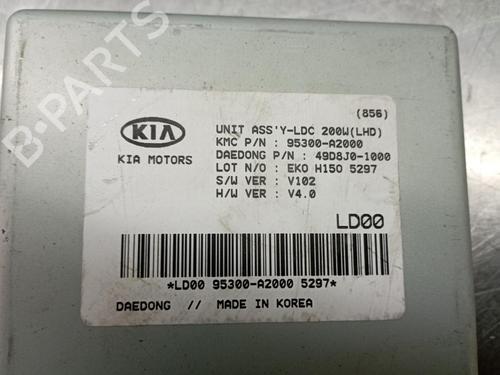 (856)
KIA
KIA MOTORS
UNIT ASS'Y-LDC 200W(LHD)
KMC P/N : 95300-A2000
DAEDONG P/N : 49D8J0-1000
LOT N/O : EKO H150 5297
S/W VER : V102
H/W VER : V4.0
LD00
*LD00 95300-A2000 5297*
DAEDONG // MADE IN KOREA
B-PARTS